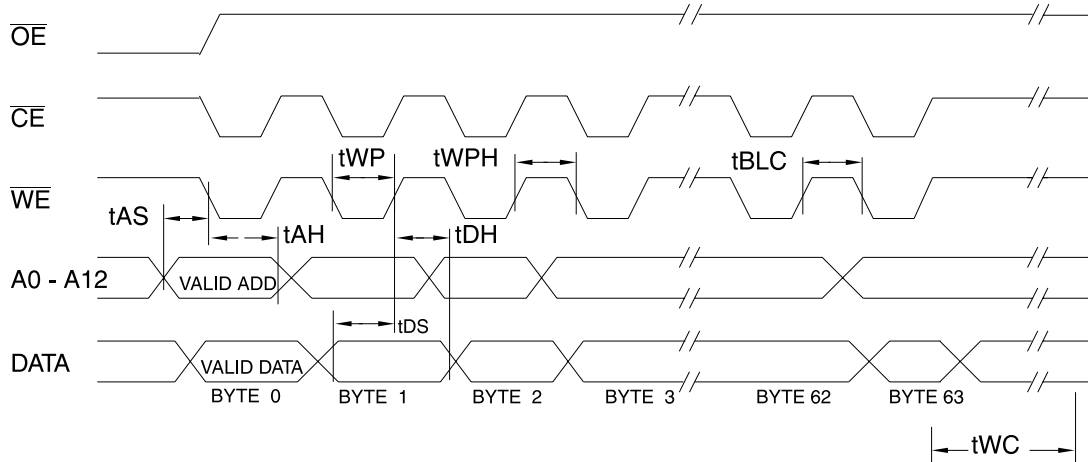 OE
CE
tWP tWPH tBLC
WE
tAS
tAH tDH
A0 - A12 VALID ADD
tDS
DATA VALID DATA
BYTE 0 BYTE 1 BYTE 2 BYTE 3 BYTE 62 BYTE 63
tWC